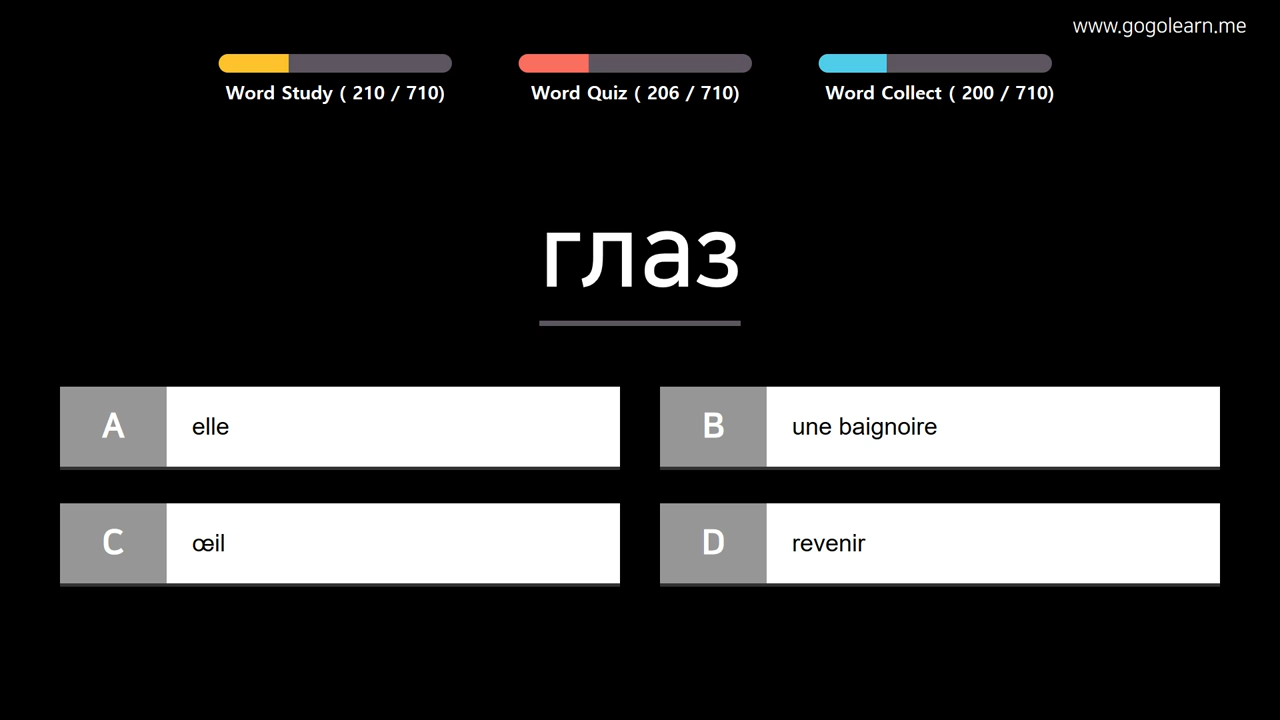 www.gogolearn.me
Word Study ( 210 / 710)
Word Quiz ( 206 / 710)
Word Collect ( 200 / 710)
глаз
A elle
B une baignoire
C œil
D revenir